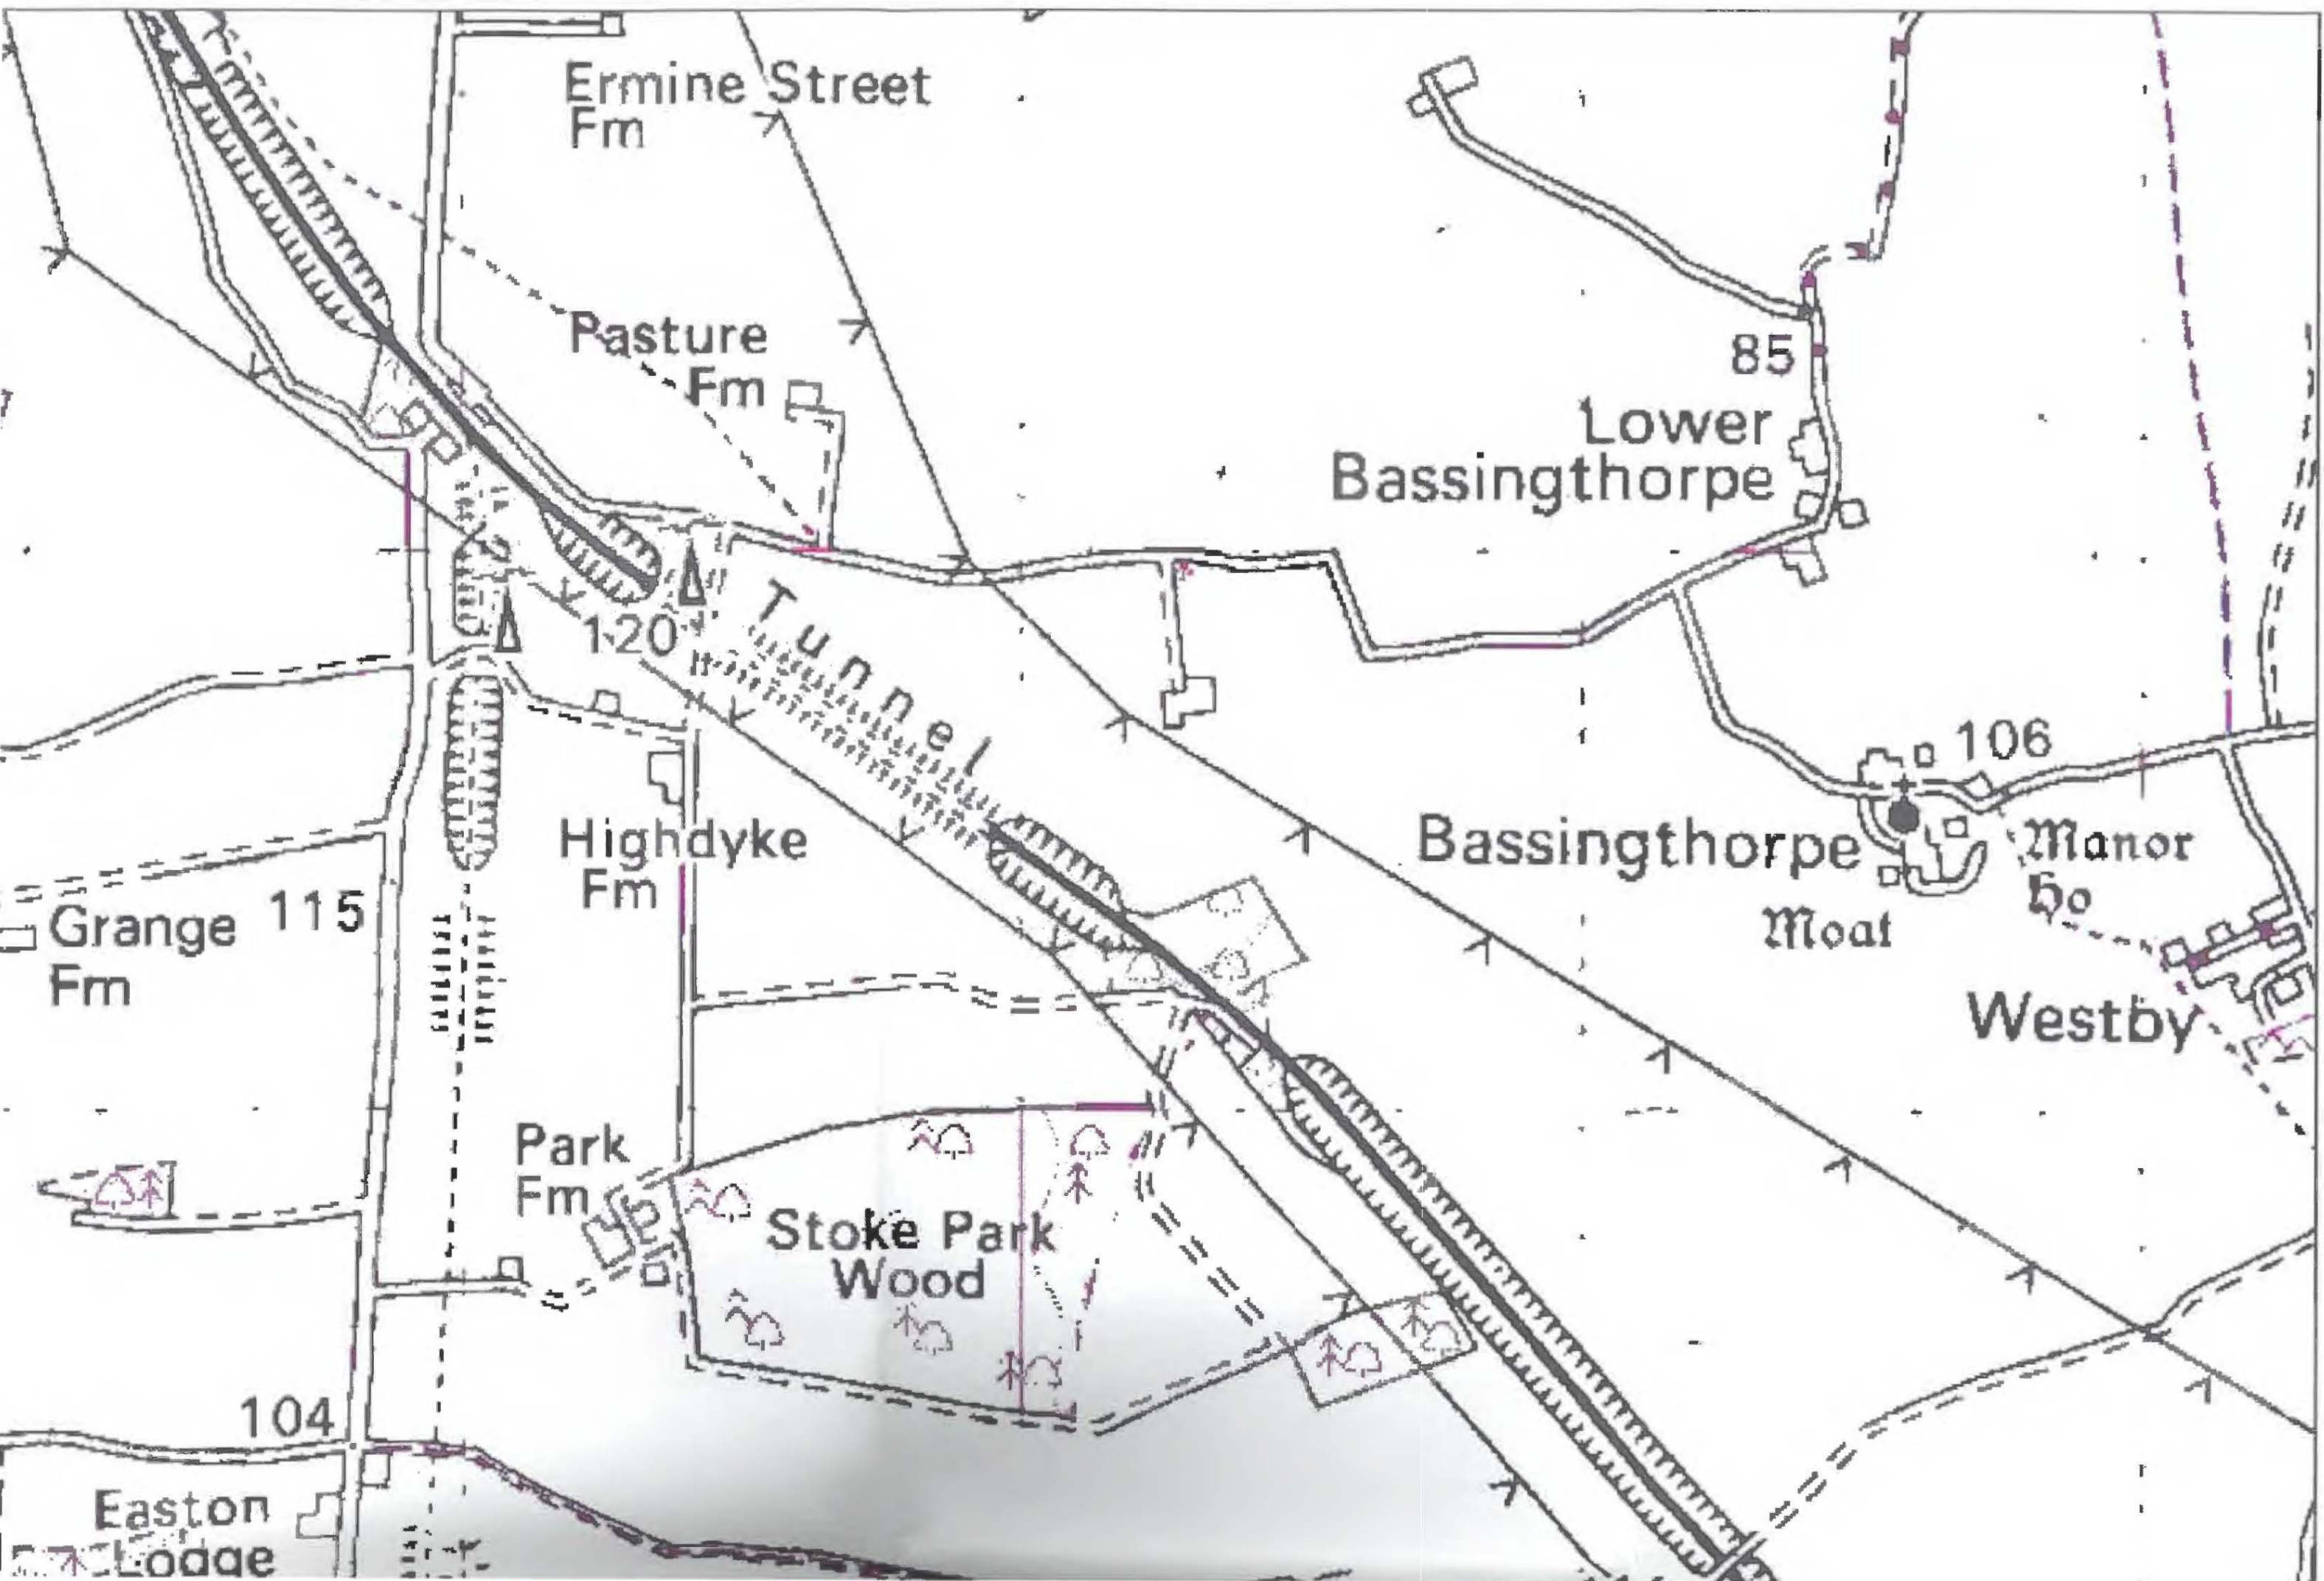 Ermine Street
Fm
Pasture
Fm
85
Lower
Bassingthorpe
120
Tunnel
106
Highdyke
Fm
Bassingthorpe
Manor
Ho
Moat
115
Grange
Fm
Westby
Park
Fm
Stoke Park
Wood
104
Easton
Lodge